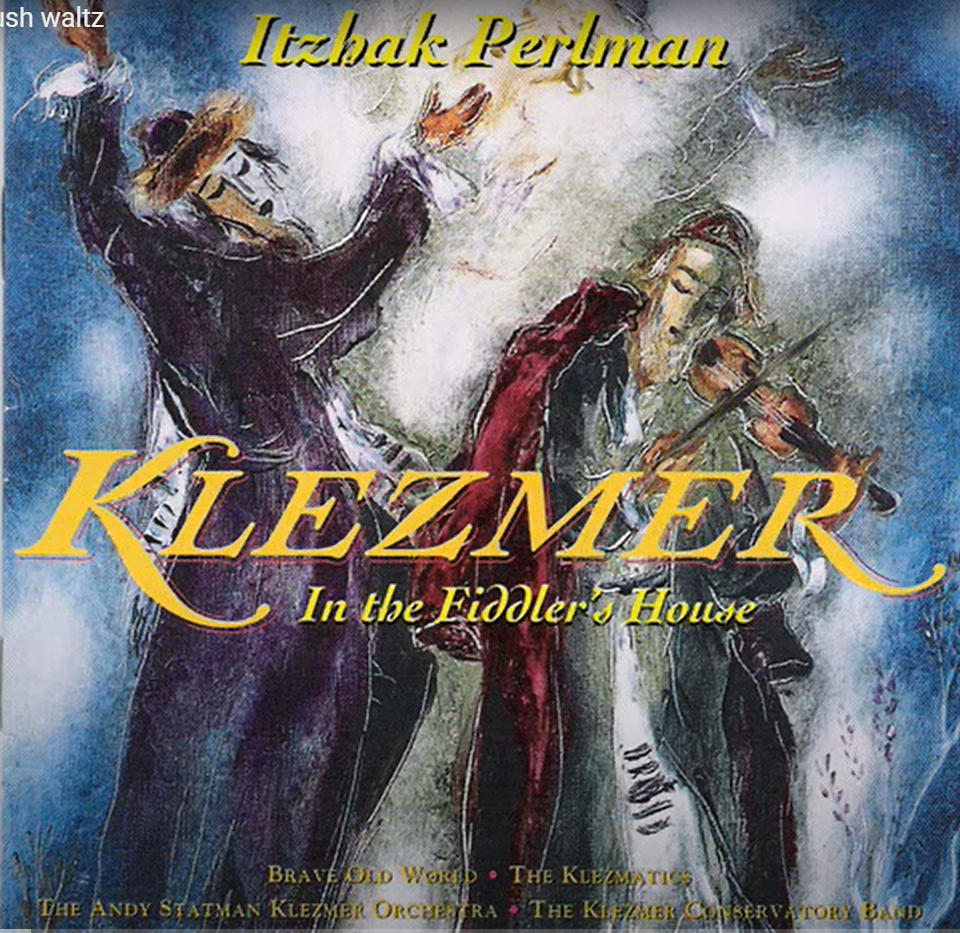 ush waltz
Itzhak Perlman
KLEZMER
In the Fiddler's House
BRAVE OLD WORLD • THE KLEZMATICS
THE ANDY STATMAN KLEZMER ORCHESTRA • THE KLEZMER CONSERVATORY BAND